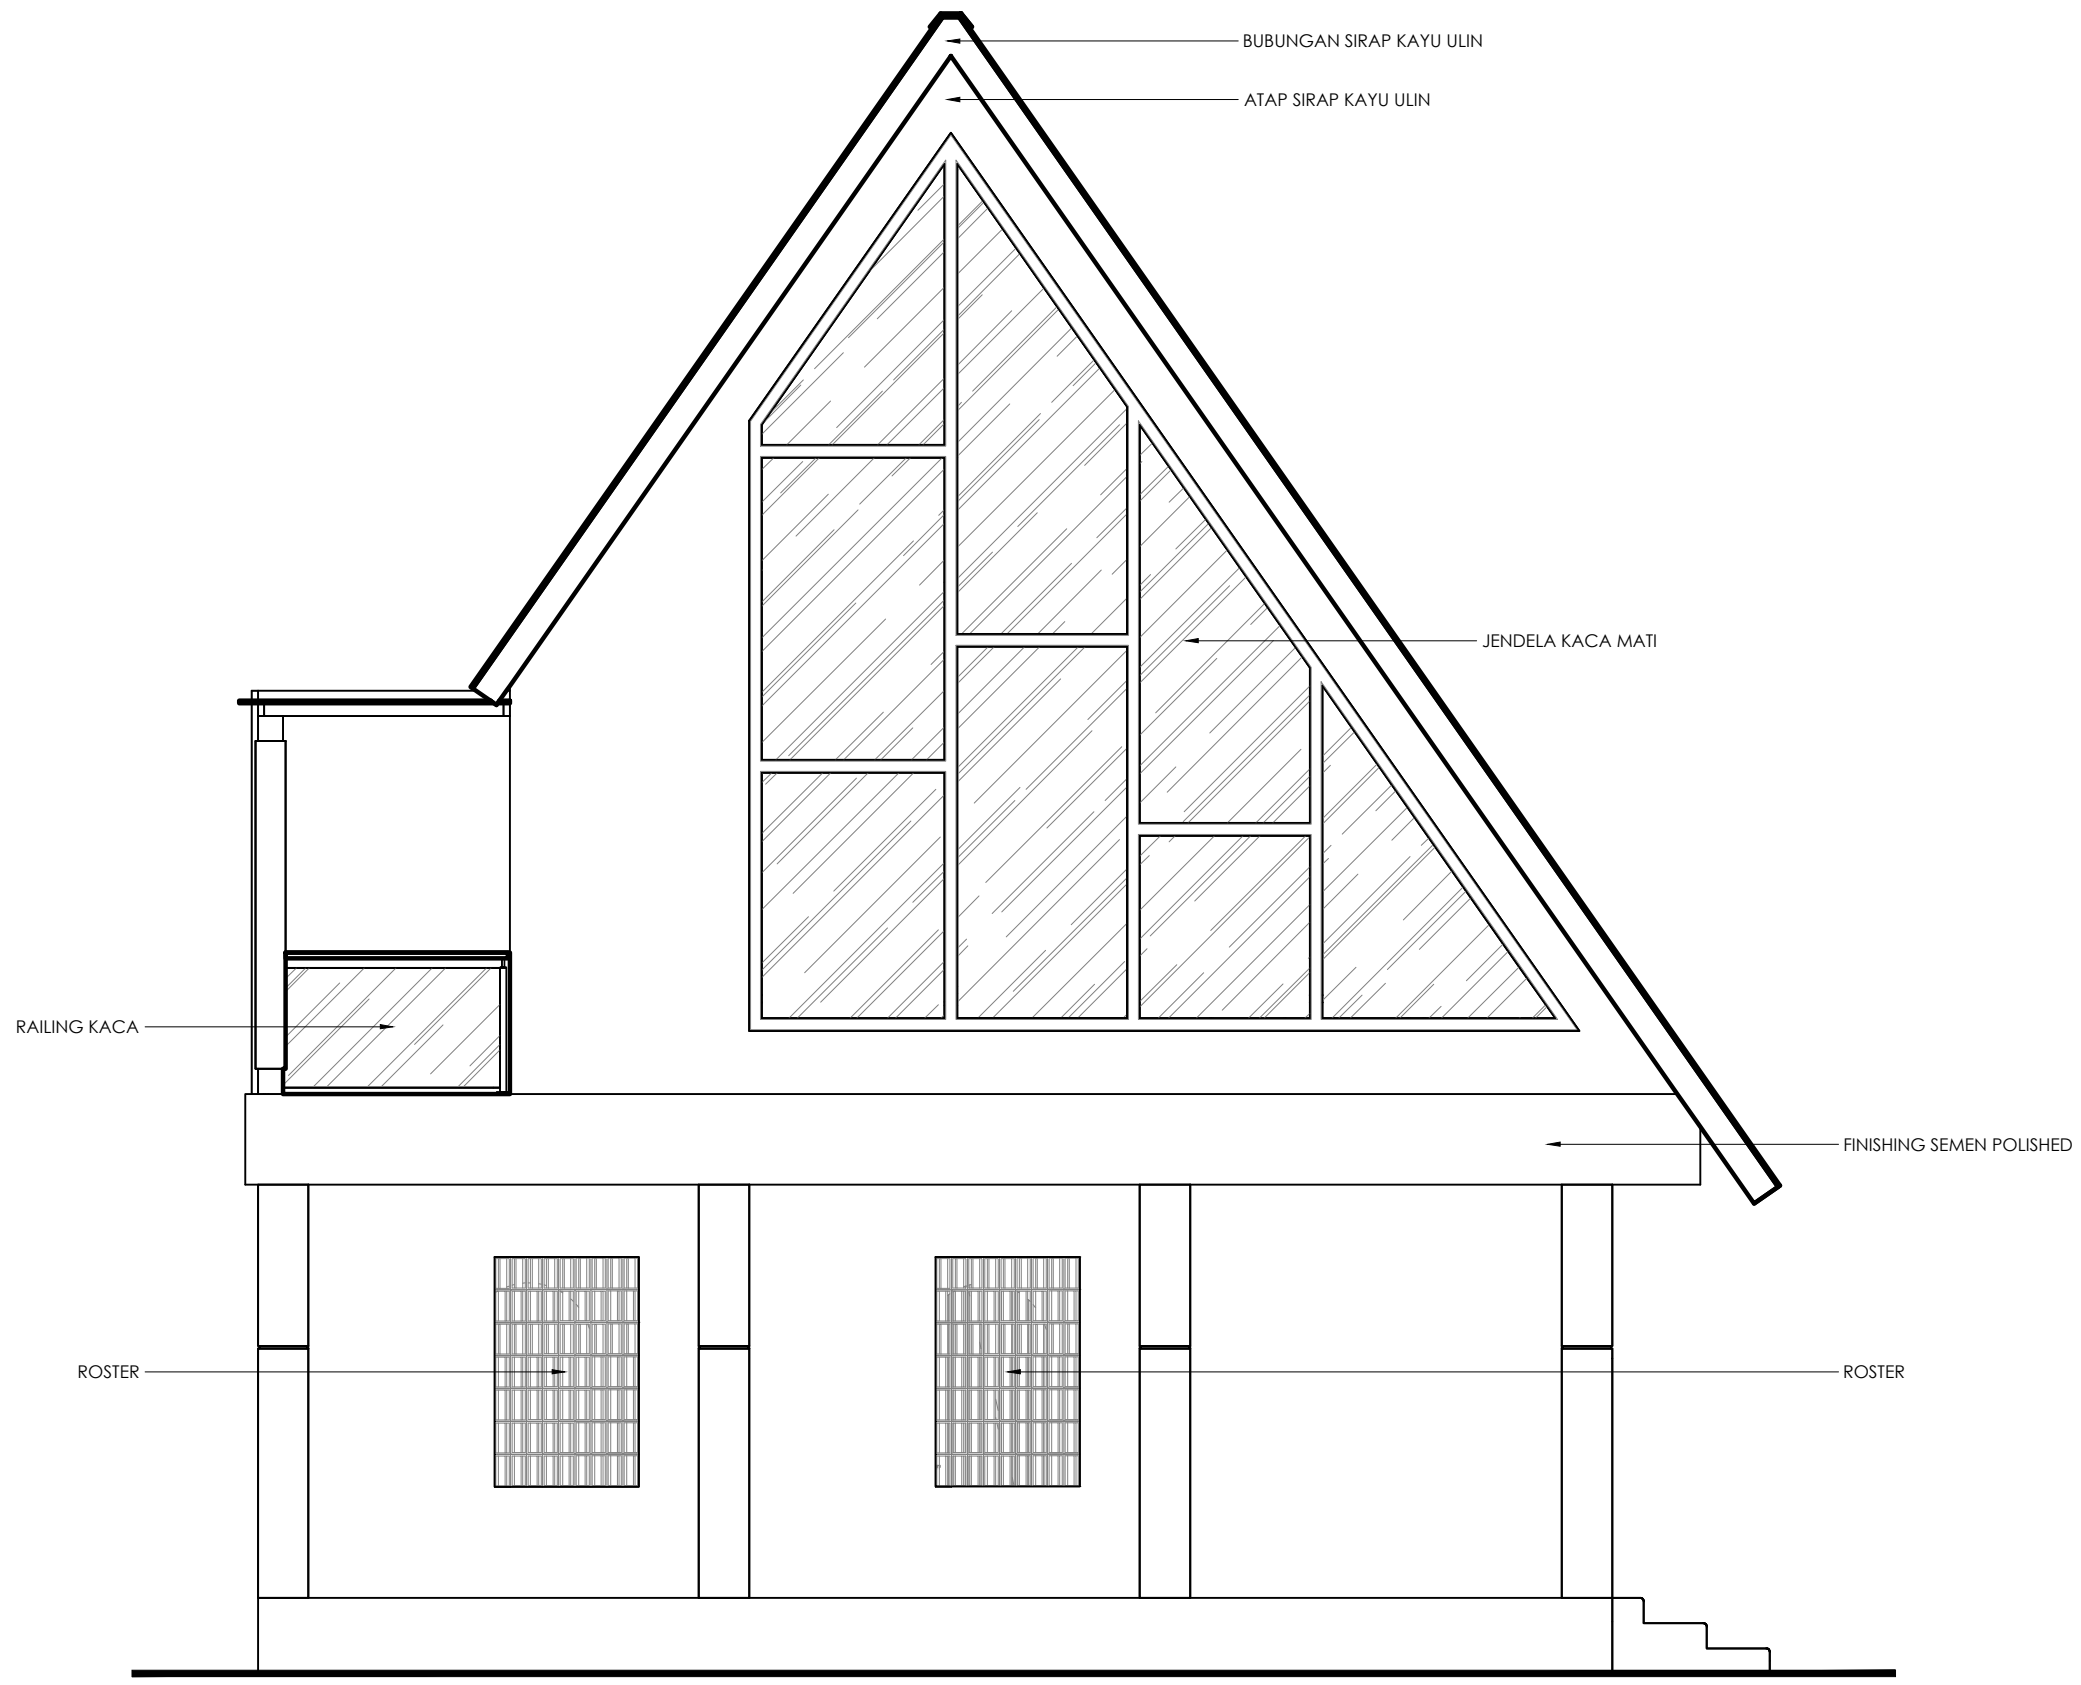 BUBUNGAN SIRAP KAYU ULIN
ATAP SIRAP KAYU ULIN
JENDELA KACA MATI
RAILING KACA
FINISHING SEMEN POLISHED
ROSTER
ROSTER